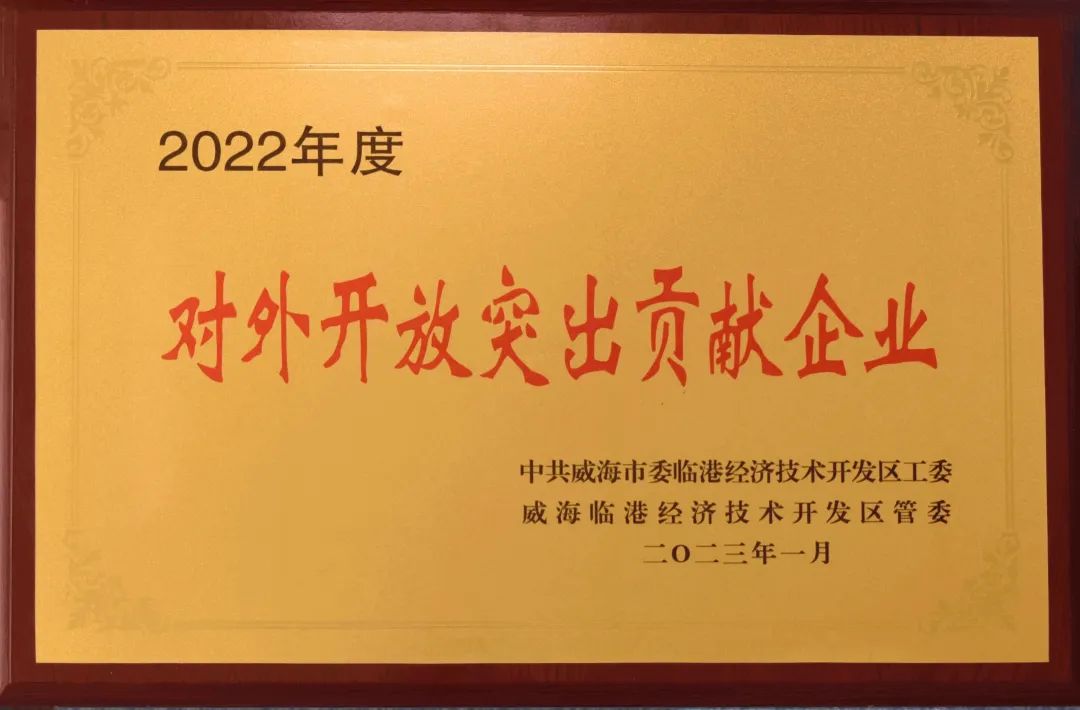 2022年度
对外开放突出贡献企业
中共威海市委临港经济技术开发区工委
威海临港经济技术开发区管委
二〇二三年一月